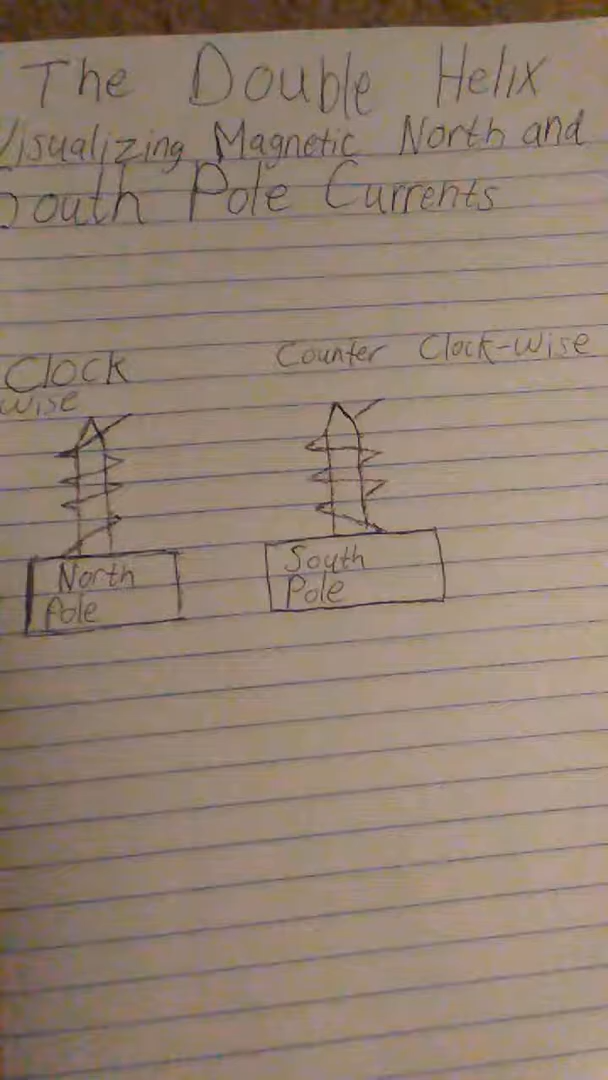 The Double Helix
Visualizing Magnetic North and
South Pole Currents
Clock
wise
Counter Clock-wise
North
Pole
South
Pole